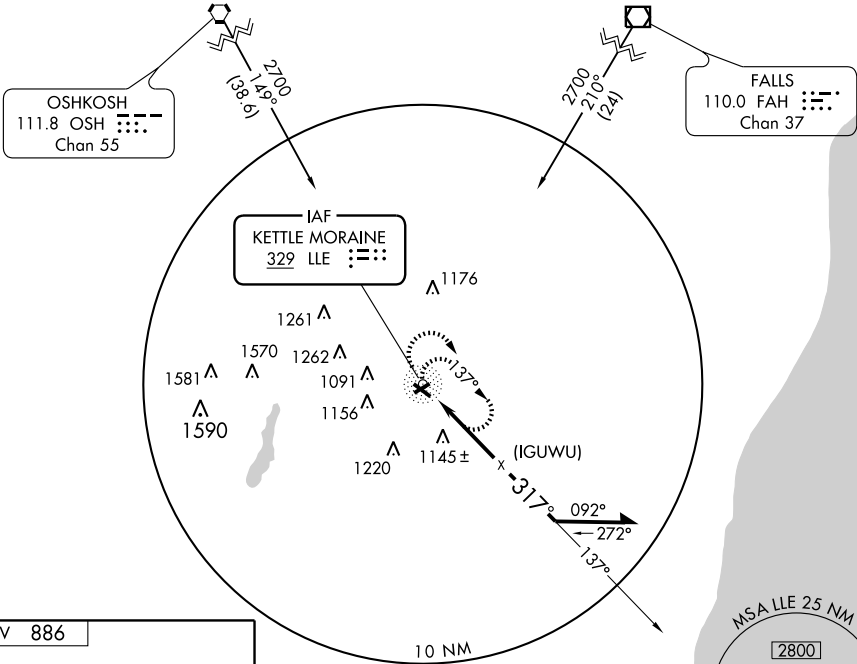 OSHKOSH
111.8 OSH
Chan 55
2700
149°
(38.6)
2700
210°
(24)
FALLS
110.0 FAH
Chan 37
IAF
KETTLE MORAINE
329 LLE
1176
1261
1262
1570
1581
1091
1590
1156
137°
1220
1145 ±
(IGUWU)
317°
092°
272°
137°
MSA LLE 25 NM
2800
V 886
10 NM